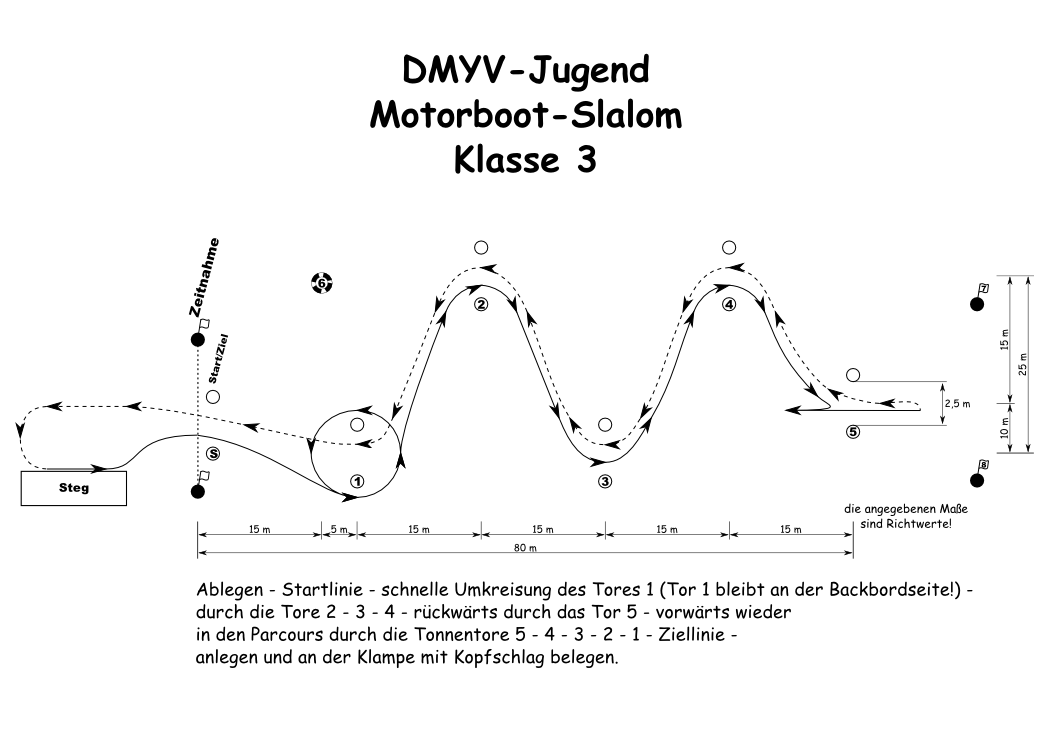 DMYV-Jugend
Motorboot-Slalom
Klasse 3
Zeitnahme
Start/Ziel
6
2
4
7
15 m
25 m
2,5 m
10 m
5
S
1
3
8
Steg
die angegebenen Maße
sind Richtwerte!
15 m 5 m 15 m 15 m 15 m 15 m
80 m
Ablegen - Startlinie - schnelle Umkreisung des Tores 1 (Tor 1 bleibt an der Backbordseite!) -
durch die Tore 2 - 3 - 4 - rückwärts durch das Tor 5 - vorwärts wieder
in den Parcours durch die Tonnentore 5 - 4 - 3 - 2 - 1 - Ziellinie -
anlegen und an der Klampe mit Kopfschlag belegen.